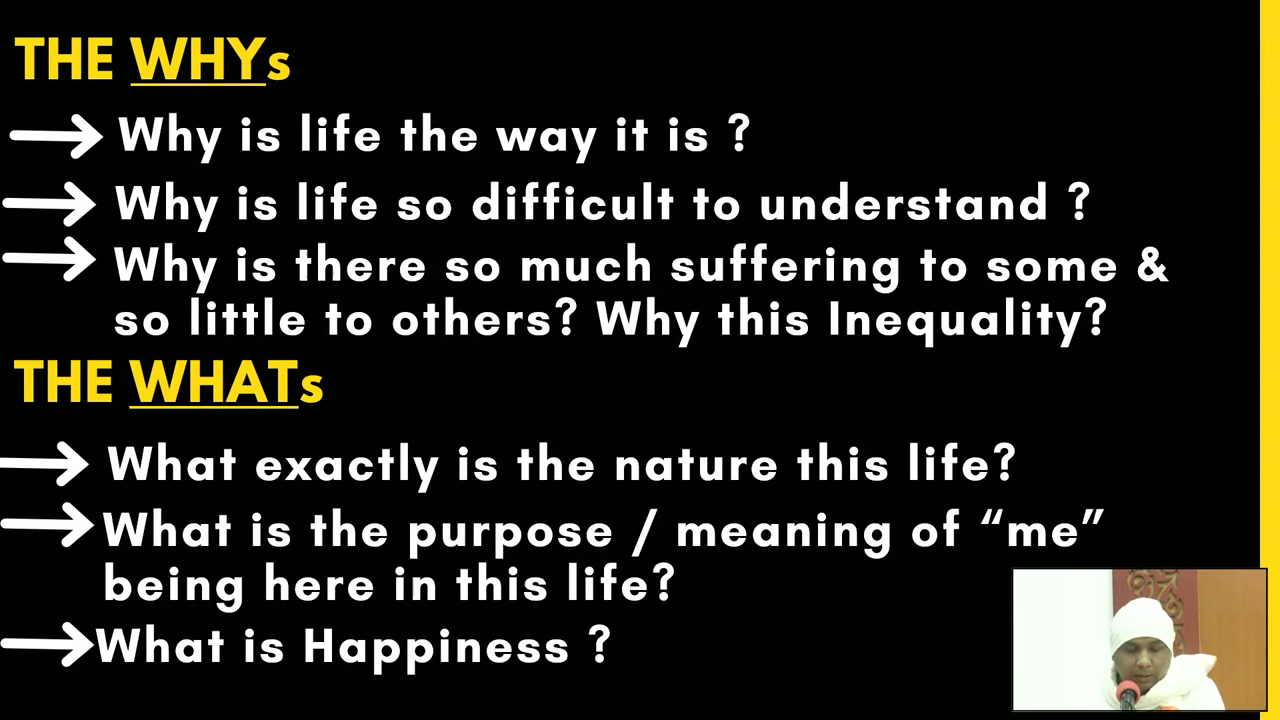 THE WHYs
Why is life the way it is ?
Why is life so difficult to understand ?
Why is there so much suffering to some &
so little to others? Why this Inequality?
THE WHATs
What exactly is the nature this life?
What is the purpose / meaning of “me”
being here in this life?
What is Happiness ?